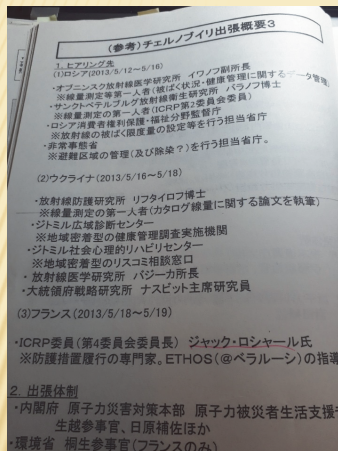 (参考)チェルノブイリ出張概要3
1. ヒアリング先
(1)ロシア(2013/5/12~5/16)
・オブニンスク放射線医学研究所 イワノフ副所長
※線量測定等第一人者(被ばく状況・健康管理に関するデータ管理)
・サンクトペテルブルグ放射線衛生研究所 バラノフ博士
※線量測定の第一人者(ICRP第2委員会委員)
・ロシア消費者権利保護・福祉分野監督庁
※放射線の被ばく限度量の設定等を行う担当省庁。
・非常事態省
※避難区域の管理(及び除染?)を行う担当省庁。
(2)ウクライナ(2013/5/16~5/18)
・放射線防護研究所 リフタイロフ博士
※線量測定の第一人者(カタログ線量に関する論文を執筆)
・ジトミル広域診断センター
※地域密着型の健康管理調査実施機関
・ジトミル社会心理的リハビリセンター
※地域密着型のリスコミ相談窓口
・放射線医学研究所 バジーカ所長
・大統領府戦略研究所 ナスビット主席研究員
(3)フランス(2013/5/18~5/19)
・ICRP委員(第4委員会委員長) ジャック・ロシャール氏
※防護措置履行の専門家。ETHOS(@ベラルーシ)の指導
2. 出張体制
・内閣府 原子力災害対策本部 原子力被災者生活支援
生越参事官、日原補佐ほか
・環境省 桐生参事官(フランスのみ)